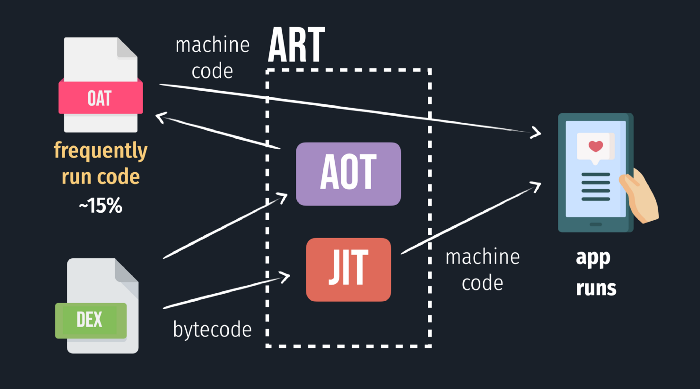 machine
code
ART
OAT
frequently
run code
~15%
AOT
JIT
DEX
bytecode
machine
code
app
runs